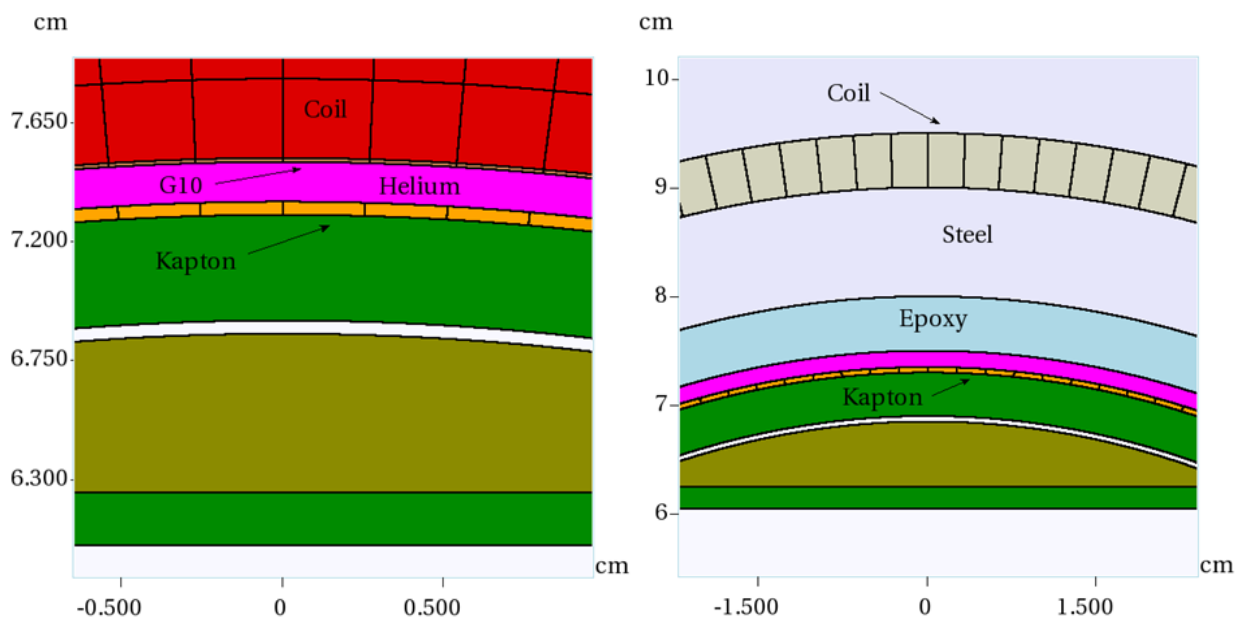 cm
7.650
7.200
6.750
6.300
Coil
G10
Helium
Kapton
cm
-0.500
0
0.500
cm
10
9
8
7
6
Coil
Steel
Epoxy
Kapton
cm
-1.500
0
1.500